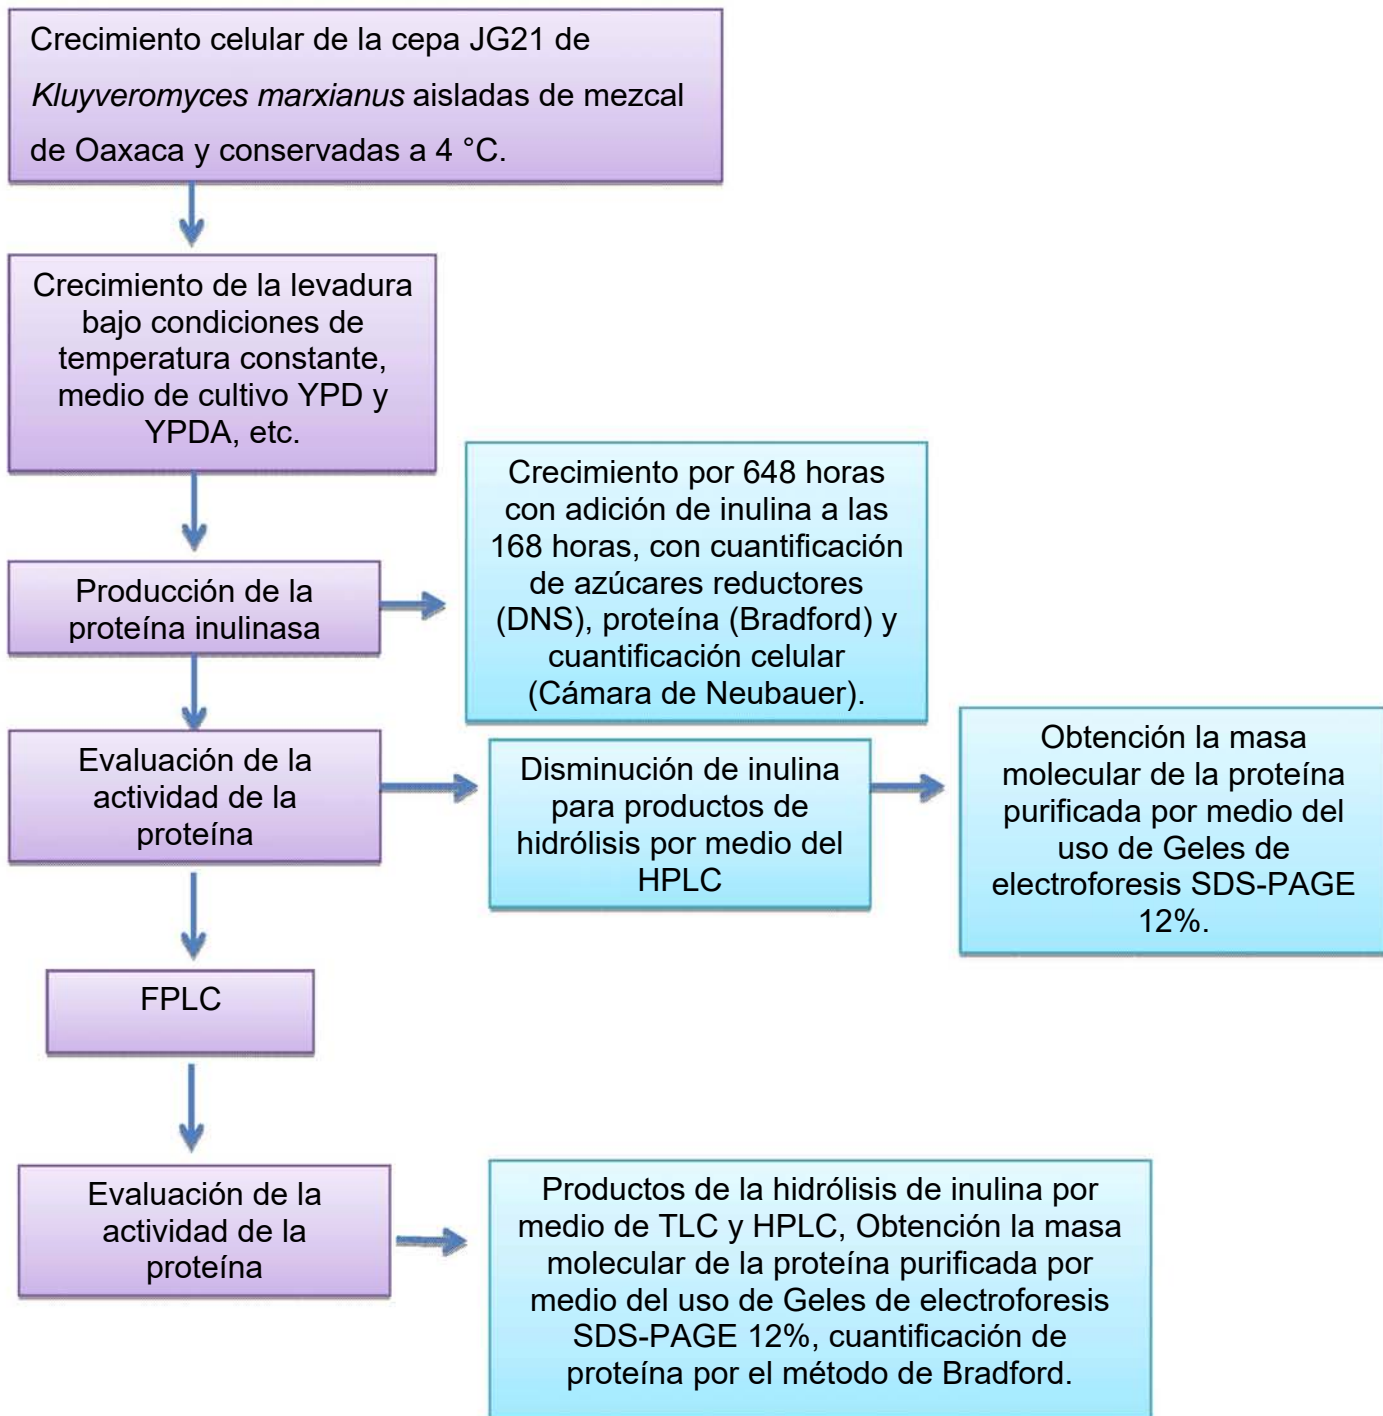 Crecimiento celular de la cepa JG21 de
Kluyveromyces marxianus aisladas de mezcal
de Oaxaca y conservadas a 4 °C.
Crecimiento de la levadura
bajo condiciones de
temperatura constante,
medio de cultivo YPD y
YPDA, etc.
Producción de la
proteína inulinasa
Crecimiento por 648 horas
con adición de inulina a las
168 horas, con cuantificación
de azúcares reductores
(DNS), proteína (Bradford) y
cuantificación celular
(Cámara de Neubauer).
Evaluación de la
actividad de la
proteína
Disminución de inulina
para productos de
hidrólisis por medio del
HPLC
Obtención la masa
molecular de la proteína
purificada por medio del
uso de Geles de
electroforesis SDS-PAGE
12%.
FPLC
Evaluación de la
actividad de la
proteína
Productos de la hidrólisis de inulina por
medio de TLC y HPLC, Obtención la masa
molecular de la proteína purificada por
medio del uso de Geles de electroforesis
SDS-PAGE 12%, cuantificación de
proteína por el método de Bradford.